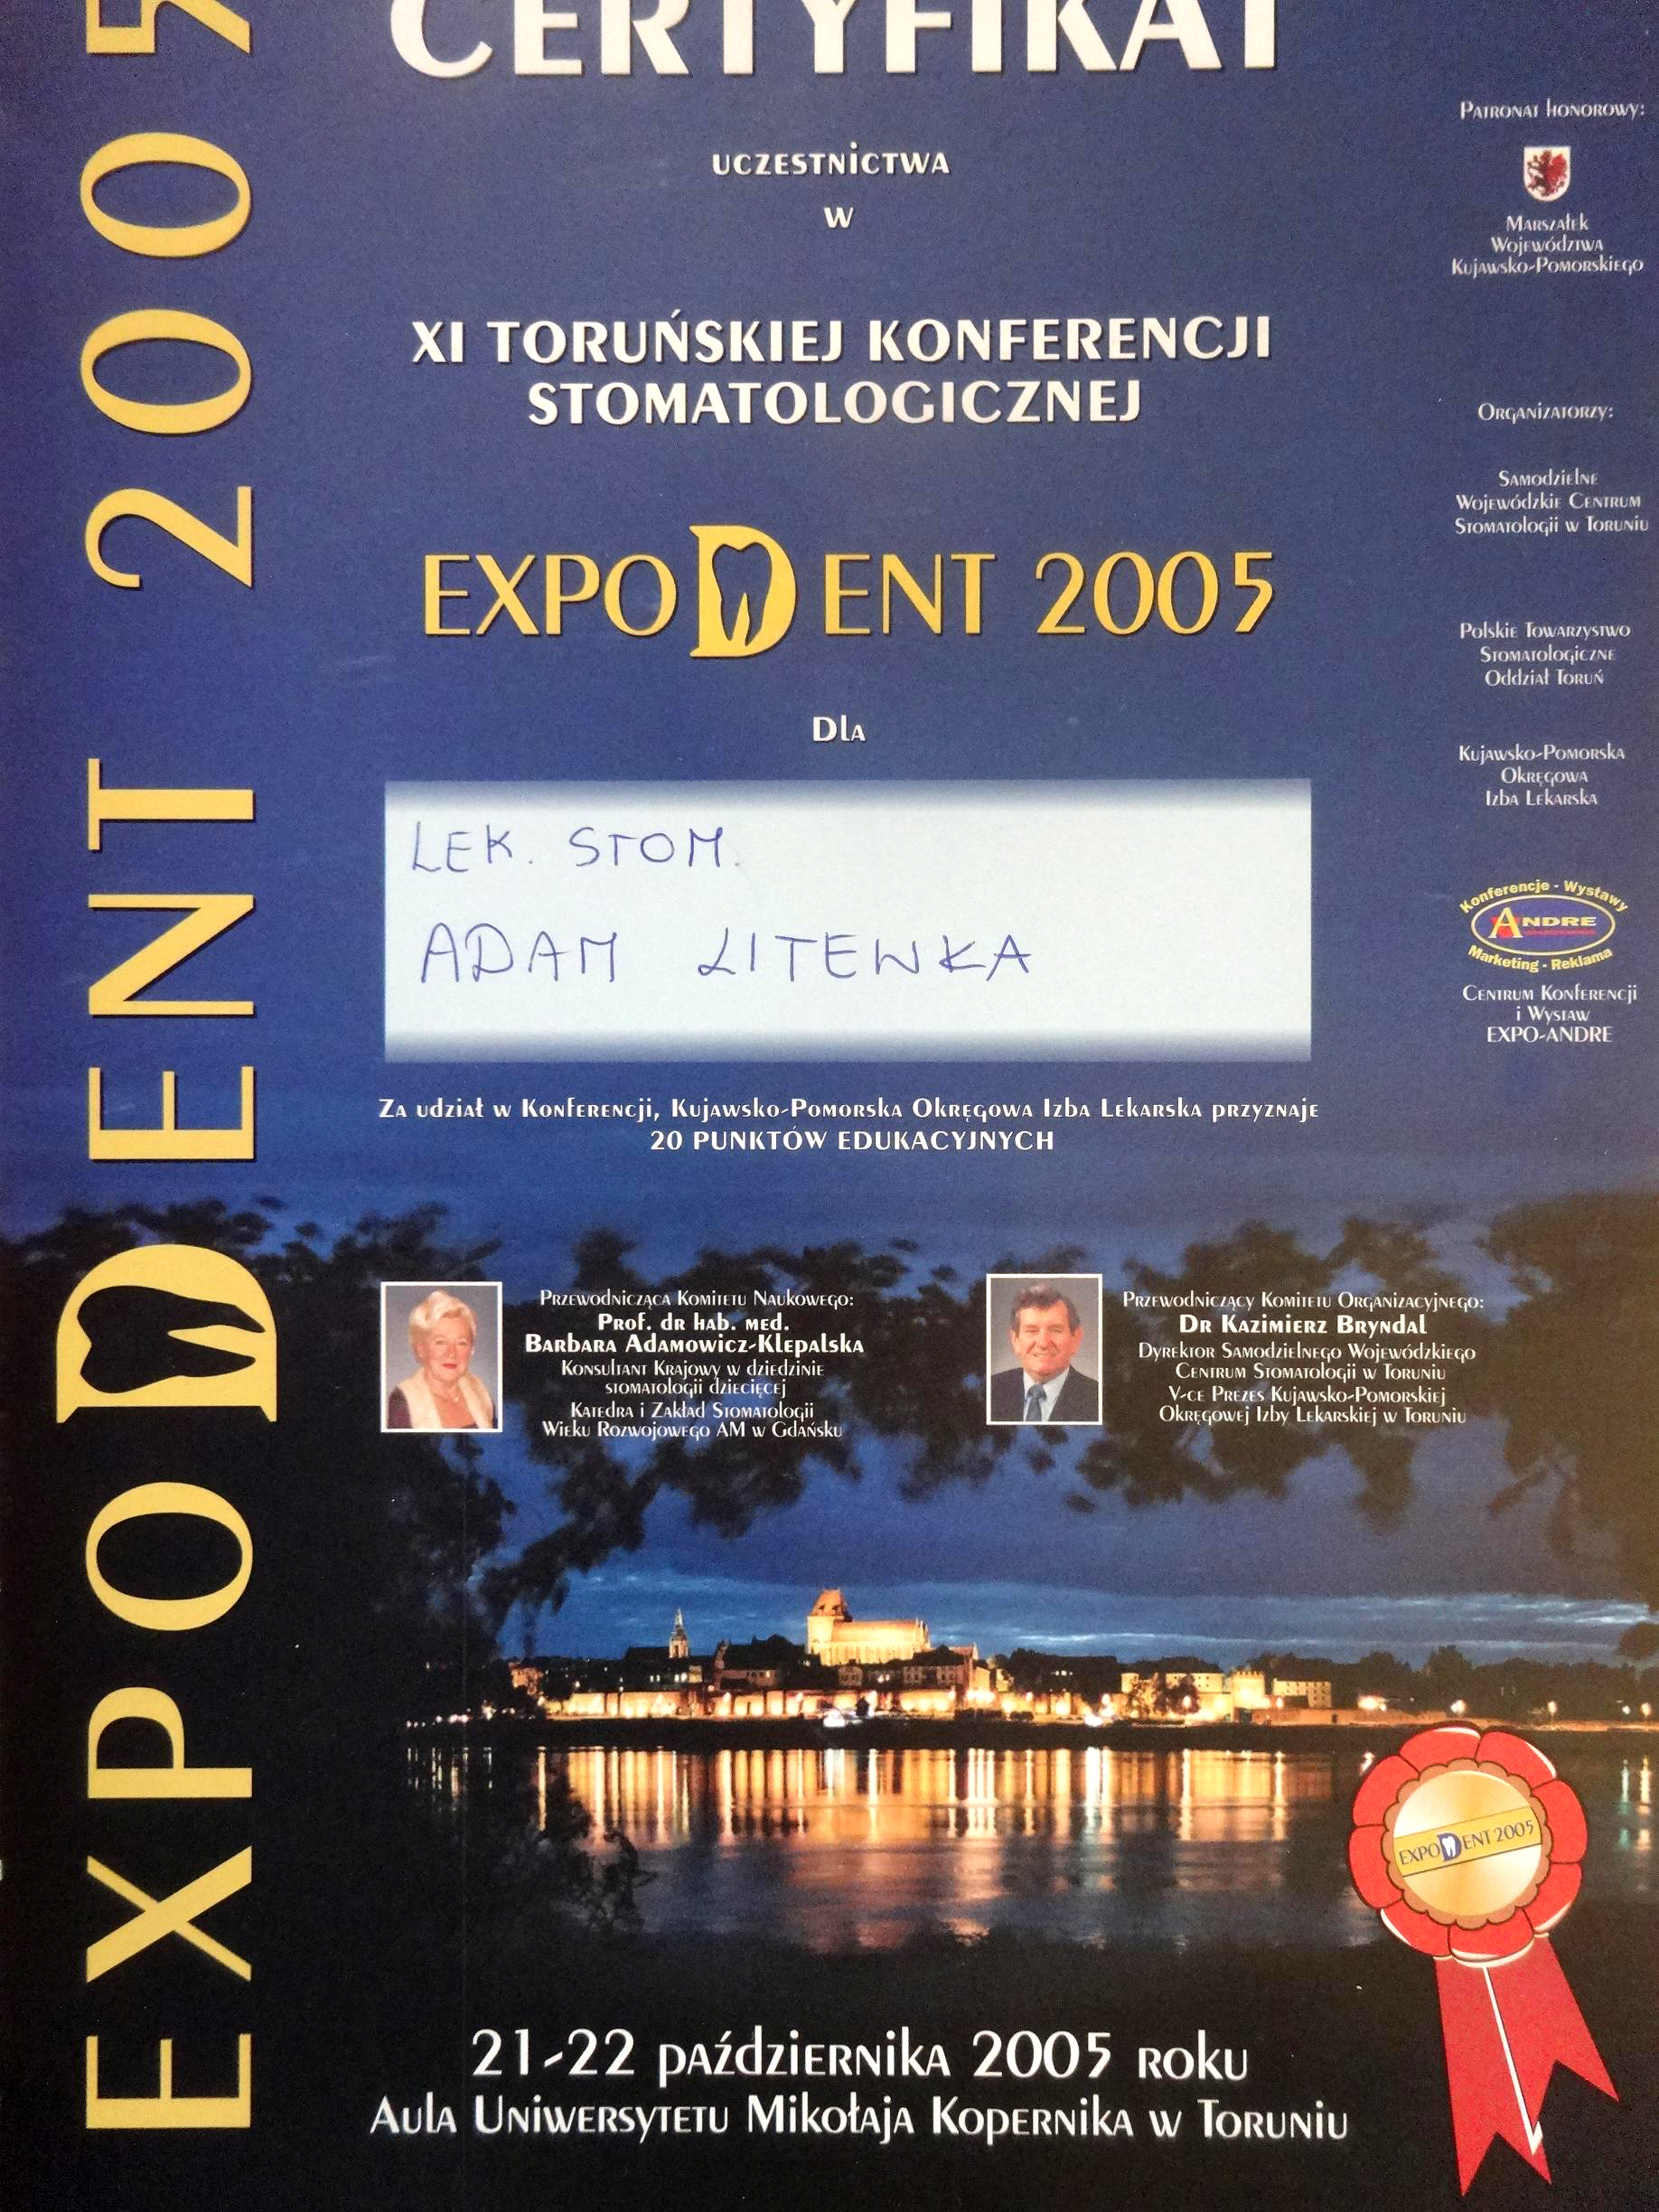 EXPODENT 2005
CERTYFIKAT
UCZESTNICTWA
W
XI TORUŃSKIEJ KONFERENCJI
STOMATOLOGICZNEJ
EXPODENT 2005
Dla
LEK. STOM.
ADAM LITEWKA
Za udział w Konferencji, Kujawsko-Pomorska Okręgowa Izba Lekarska przyznaje
20 PUNKTÓW EDUKACYJNYCH
Przewodnicząca Komitetu Naukowego:
Prof. dr hab. med.
Barbara Adamowicz-Klepalska
Konsultant Krajowy w dziedzinie
stomatologii dziecięcej
Katedra i Zakład Stomatologii
Wieku Rozwojowego AM w Gdańsku
Przewodniczący Komitetu Organizacyjnego:
Dr Kazimierz Bryndal
Dyrektor Samodzielnego Wojewódzkiego
Centrum Stomatologii w Toruniu
V-ce Prezes Kujawsko-Pomorskiej
Okręgowej Izby Lekarskiej w Toruniu
21-22 października 2005 roku
Aula Uniwersytetu Mikołaja Kopernika w Toruniu
Patronat honorowy:
Marszałek
Województwa
Kujawsko-Pomorskiego
Organizatorzy:
Samodzielne
Wojewódzkie Centrum
Stomatologii w Toruniu
Polskie Towarzystwo
Stomatologiczne
Oddział Toruń
Kujawsko-Pomorska
Okręgowa
Izba Lekarska
Konferencje - Wystawy
ANDRE
Marketing - Reklama
Centrum Konferencji
i Wystaw
EXPO-ANDRE
EXPODENT 2005